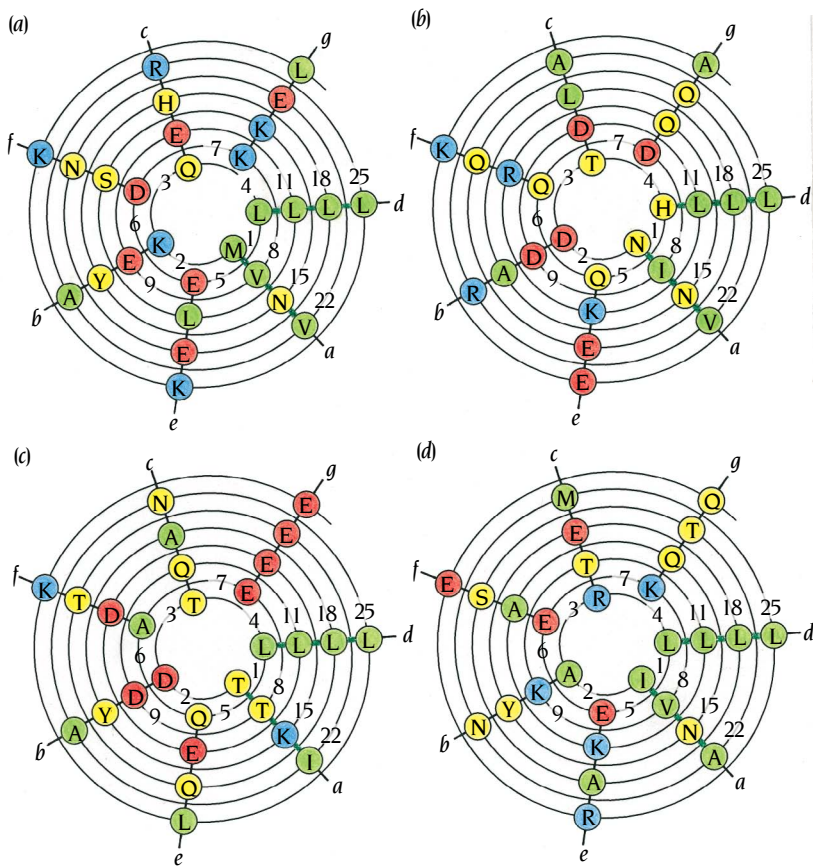 (a)
c
R
H
E
Q
g
L
E
K
K
7
f K N S D
3
4 11 18 25
L L L L d
6
1
8
15
22
M
V
N
V
a
K
E
Y
A
b
2
9
5
E
L
E
K
e
(b)
c
A
L
D
T
g
A
Q
Q
D
7
f K Q R Q
3
4 11 18 25
H L L L d
6
1
8
15
22
N
I
N
V
a
D
D
A
R
b
2
9
5
Q
K
E
E
e
(c)
c
N
A
Q
T
g
E
E
E
E
7
f K T D A
3
4 11 18 25
L L L L d
6
1
8
15
22
T
T
K
I
a
D
D
Y
A
b
2
9
5
Q
E
Q
L
e
(d)
c
M
E
T
R
g
Q
T
Q
K
7
f E S A E
3
4 11 18 25
L L L L d
6
1
8
15
22
I
V
N
A
a
A
K
Y
N
b
2
9
5
E
K
A
R
e